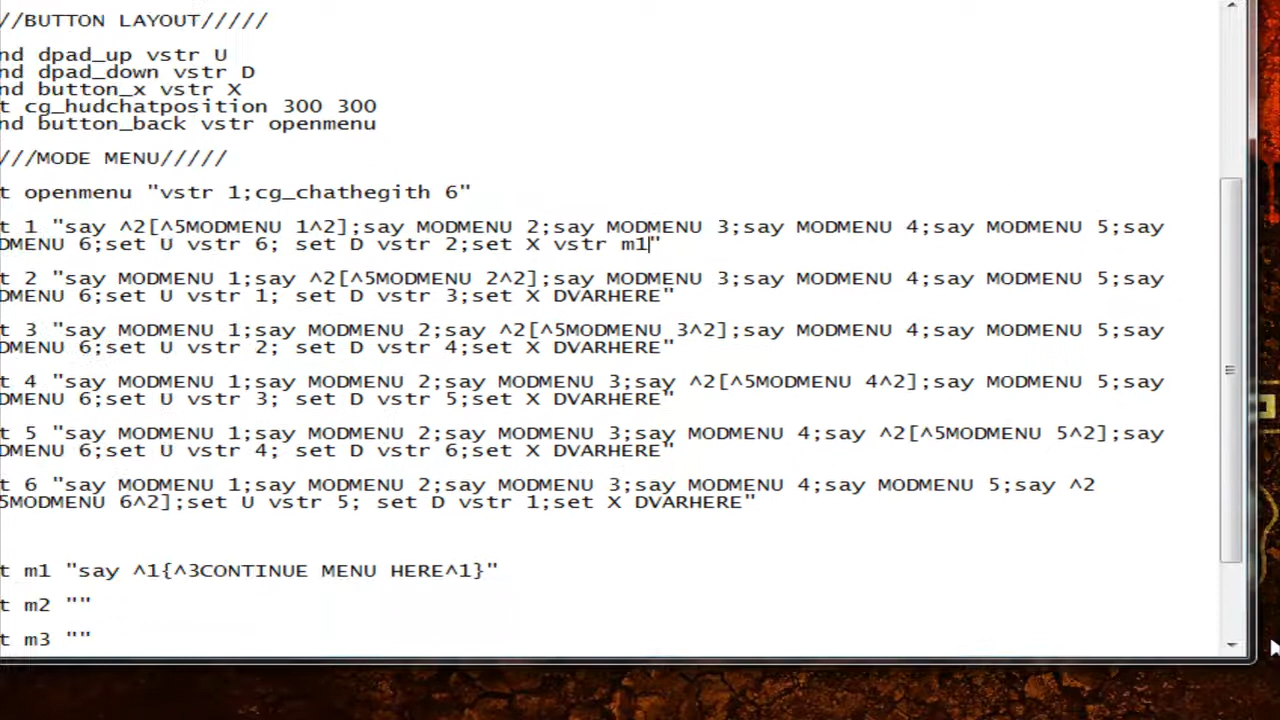 //BUTTON LAYOUT/////
nd dpad_up vstr U
nd dpad_down vstr D
nd button_x vstr X
t cg_hudchatposition 300 300
nd button_back vstr openmenu
///MODE MENU/////
t openmenu "vstr 1;cg_chathegith 6"
t 1 "say ^2[^5MODMENU 1^2];say MODMENU 2;say MODMENU 3;say MODMENU 4;say MODMENU 5;say
DMENU 6;set U vstr 6; set D vstr 2;set X vstr m1"
t 2 "say MODMENU 1;say ^2[^5MODMENU 2^2];say MODMENU 3;say MODMENU 4;say MODMENU 5;say
DMENU 6;set U vstr 1; set D vstr 3;set X DVARHERE"
t 3 "say MODMENU 1;say MODMENU 2;say ^2[^5MODMENU 3^2];say MODMENU 4;say MODMENU 5;say
DMENU 6;set U vstr 2; set D vstr 4;set X DVARHERE"
t 4 "say MODMENU 1;say MODMENU 2;say MODMENU 3;say ^2[^5MODMENU 4^2];say MODMENU 5;say
DMENU 6;set U vstr 3; set D vstr 5;set X DVARHERE"
t 5 "say MODMENU 1;say MODMENU 2;say MODMENU 3;say MODMENU 4;say ^2[^5MODMENU 5^2];say
DMENU 6;set U vstr 4; set D vstr 6;set X DVARHERE"
t 6 "say MODMENU 1;say MODMENU 2;say MODMENU 3;say MODMENU 4;say MODMENU 5;say ^2
5MODMENU 6^2];set U vstr 5; set D vstr 1;set X DVARHERE"
t m1 "say ^1{^3CONTINUE MENU HERE^1}"
t m2 ""
t m3 ""